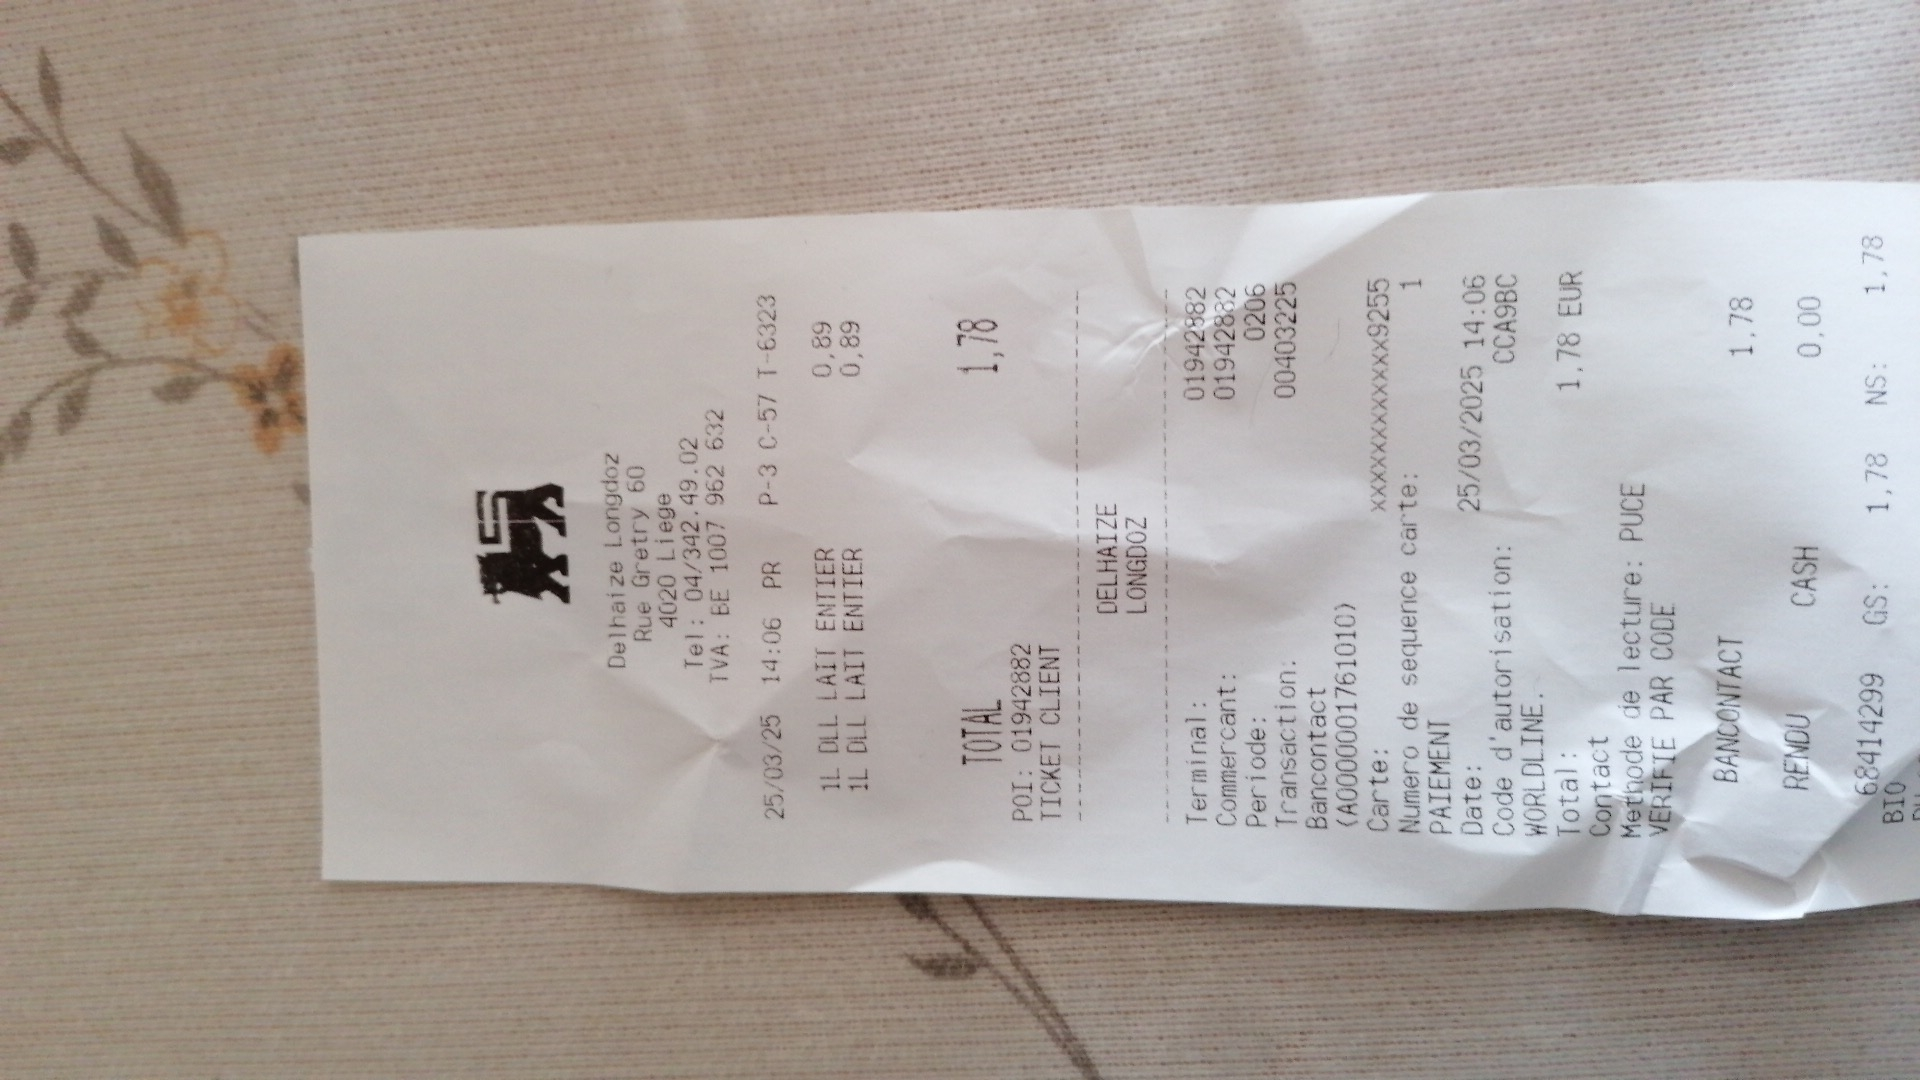 Delhaize Longdoz
Rue Gretry 60
4020 Liege
Tel: 04/342.49.02
TVA: BE 1007 962 632
25/03/25 14:06 PR P-3 C-57 T-6323
1L DLL LAIT ENTIER 0,89
1L DLL LAIT ENTIER 0,89
TOTAL 1,78
POI: 01942882
TICKET CLIENT
DELHAIZE
LONGDOZ
Terminal: 01942882
Commercant: 01942882
Periode: 0206
Transaction: 00403225
Bancontact
(A0000001761010)
Carte: xxxxxxxxxxxxxxx9255
Numero de sequence carte: 1
PAIEMENT
Date: 25/03/2025 14:06
Code d'autorisation: CCA9BC
WORLDLINE.
Total: 1,78 EUR
Contact
Methode de lecture: PUCE
VERIFIE PAR CODE
BANCONTACT 1,78
RENDU CASH 0,00
68414299 GS: 1,78 NS: 1,78
BIO